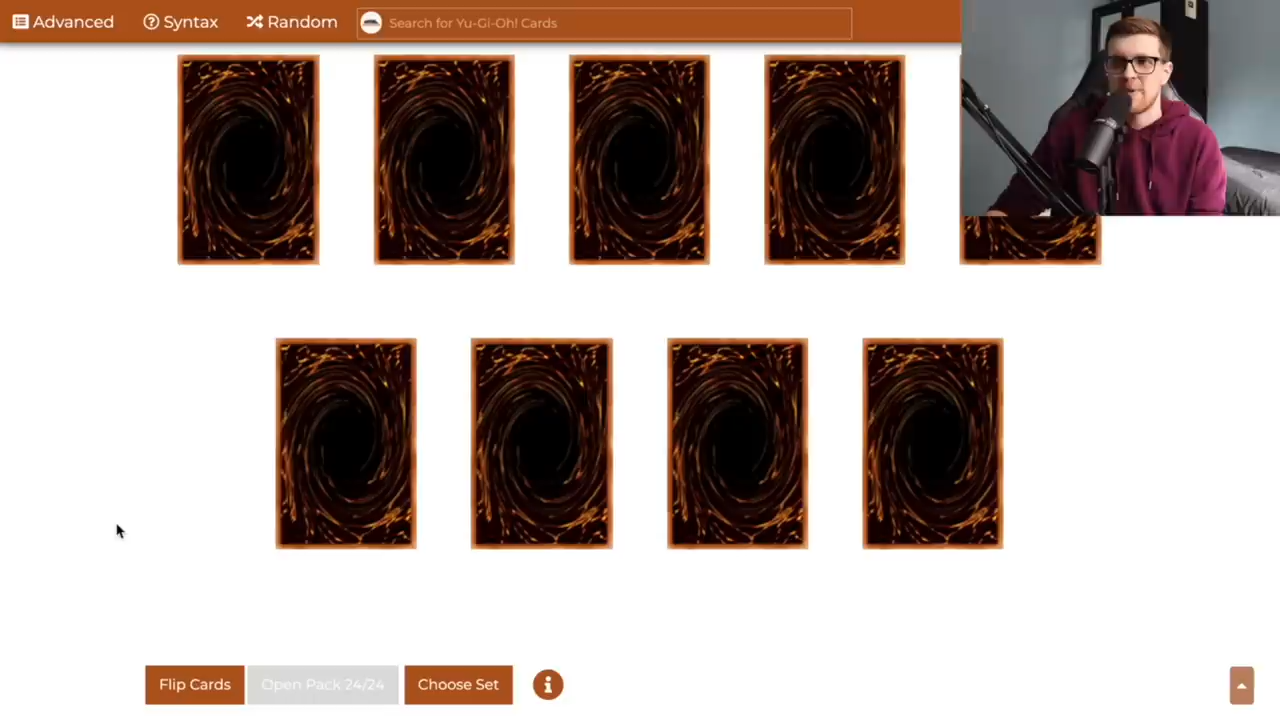 Advanced
Syntax
Random
Search for Yu-Gi-Oh! Cards
Flip Cards
Open Pack 24/24
Choose Set